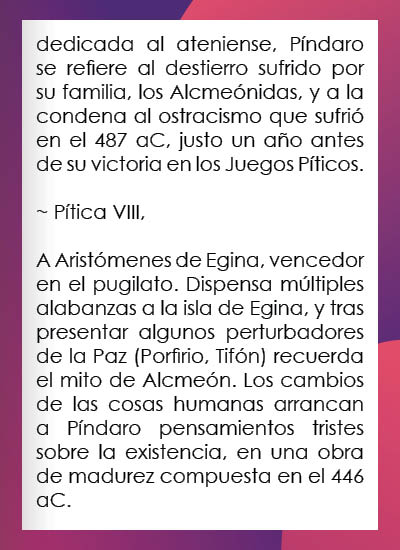 dedicada al ateniense, Píndaro
se refiere al destierro sufrido por
su familia, los Alcmeónidas, y a la
condena al ostracismo que sufrió
en el 487 aC, justo un año antes
de su victoria en los Juegos Píticos.
~ Pítica VIII,
A Aristómenes de Egina, vencedor
en el pugilato. Dispensa múltiples
alabanzas a la isla de Egina, y tras
presentar algunos perturbadores
de la Paz (Porfirio, Tifón) recuerda
el mito de Alcmeón. Los cambios
de las cosas humanas arrancan
a Píndaro pensamientos tristes
sobre la existencia, en una obra
de madurez compuesta en el 446
aC.